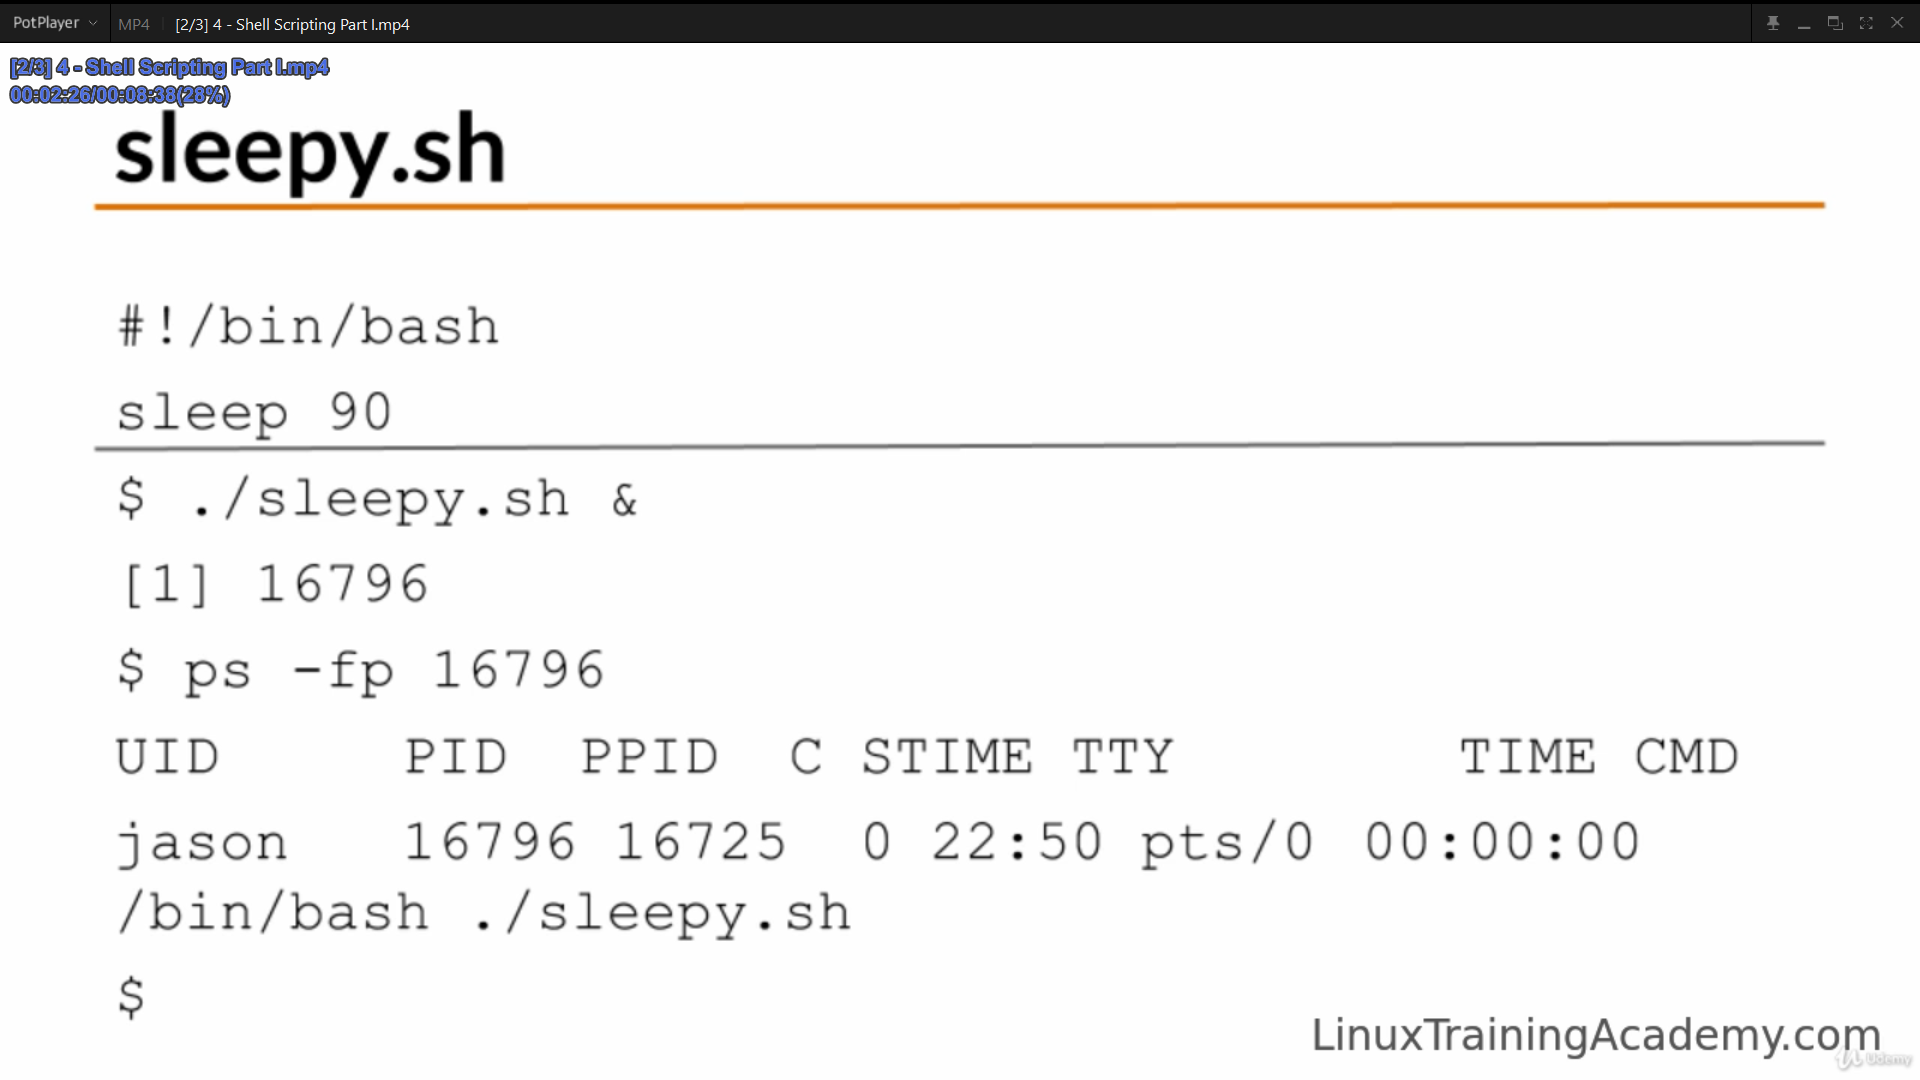 PotPlayer MP4 [2/3] 4 - Shell Scripting Part I.mp4
[2/3] 4 - Shell Scripting Part I.mp4
00:02:26/00:08:38(28%)
sleepy.sh
#!/bin/bash
sleep 90
$ ./sleepy.sh &
[1] 16796
$ ps -fp 16796
UID PID PPID C STIME TTY TIME CMD
jason 16796 16725 0 22:50 pts/0 00:00:00
/bin/bash ./sleepy.sh
$
LinuxTrainingAcademy.com
Udemy